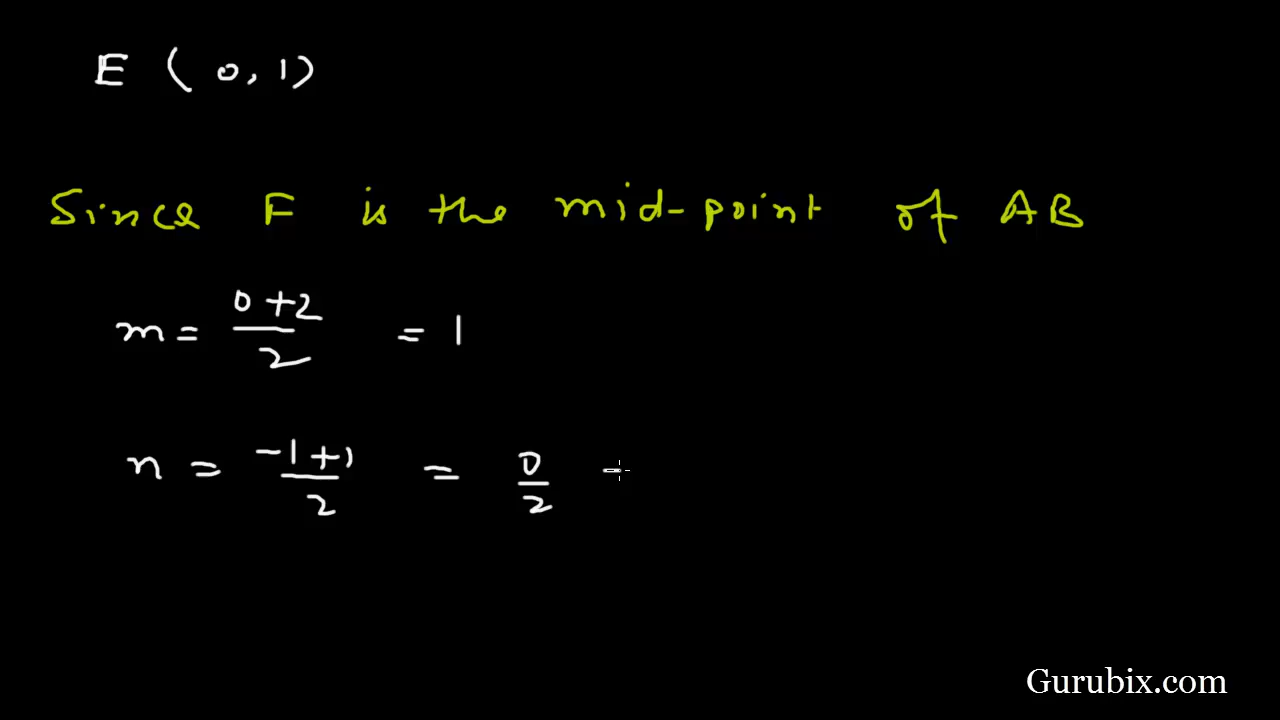 E ( 0, 1)
Since F is the mid-point of AB
m = 0+2 / 2 = 1
n = -1+1 / 2 = 0 / 2 =
Gurubix.com